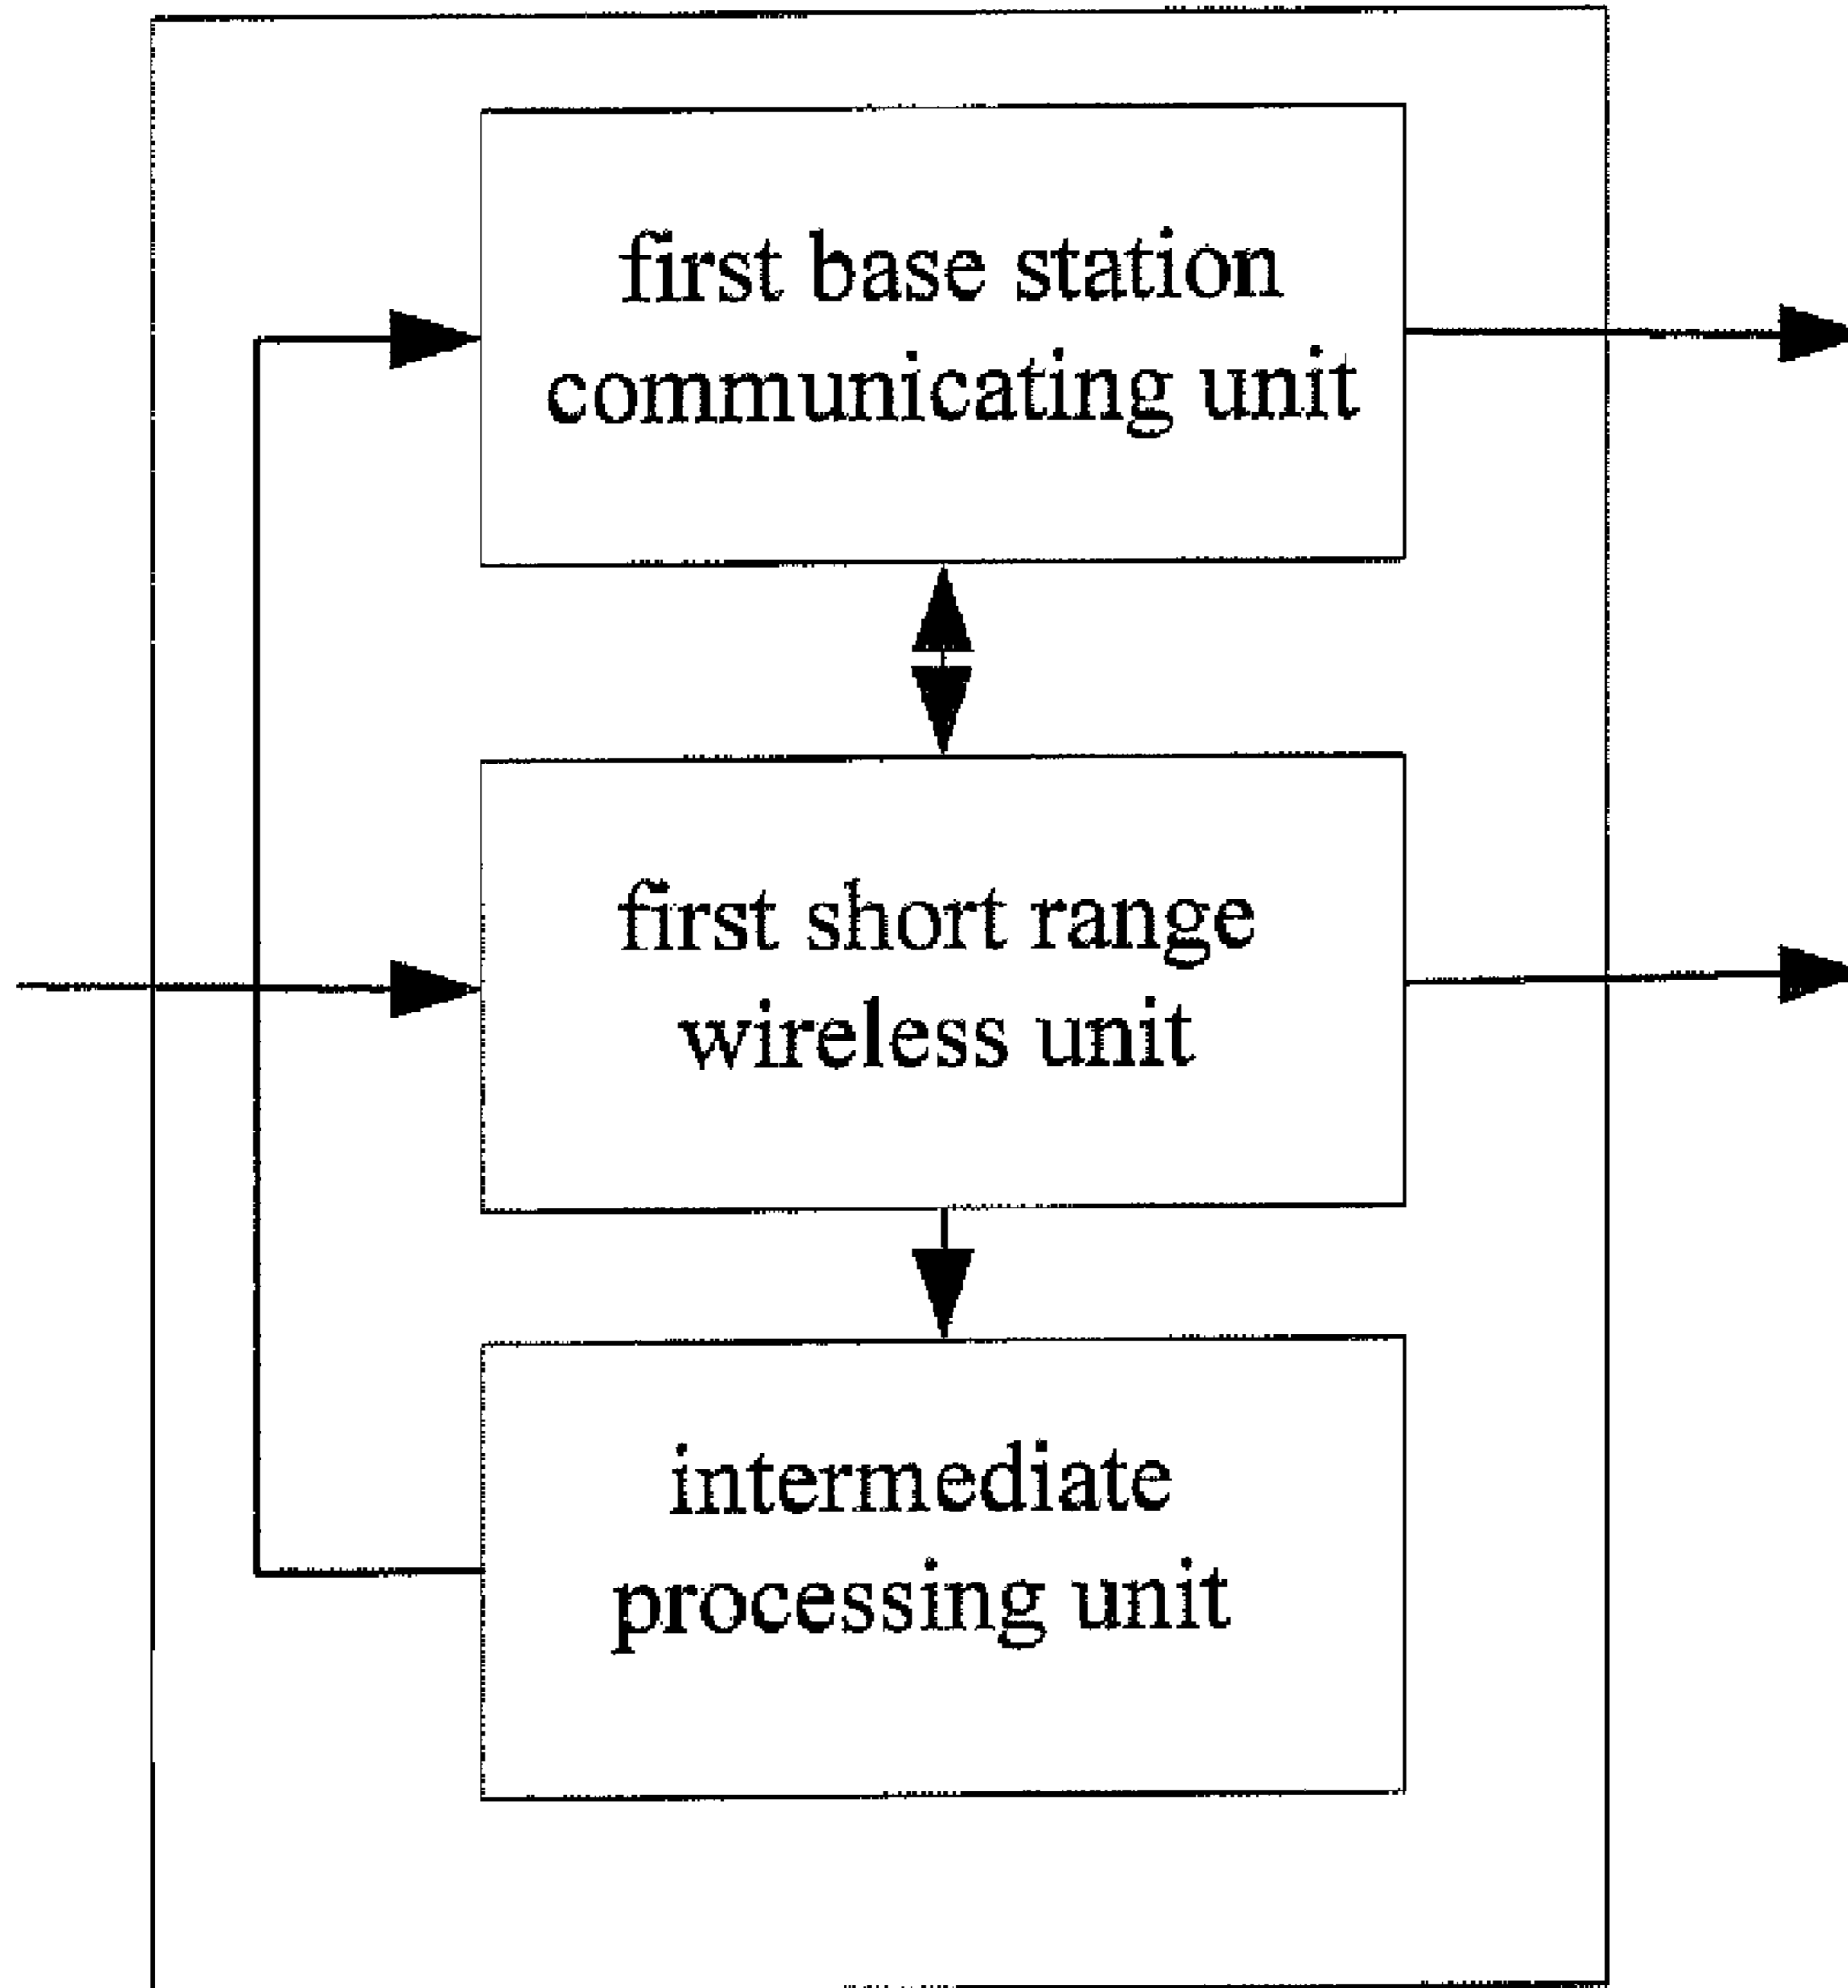 first base station
communicating unit
first short range
wireless unit
intermediate
processing unit